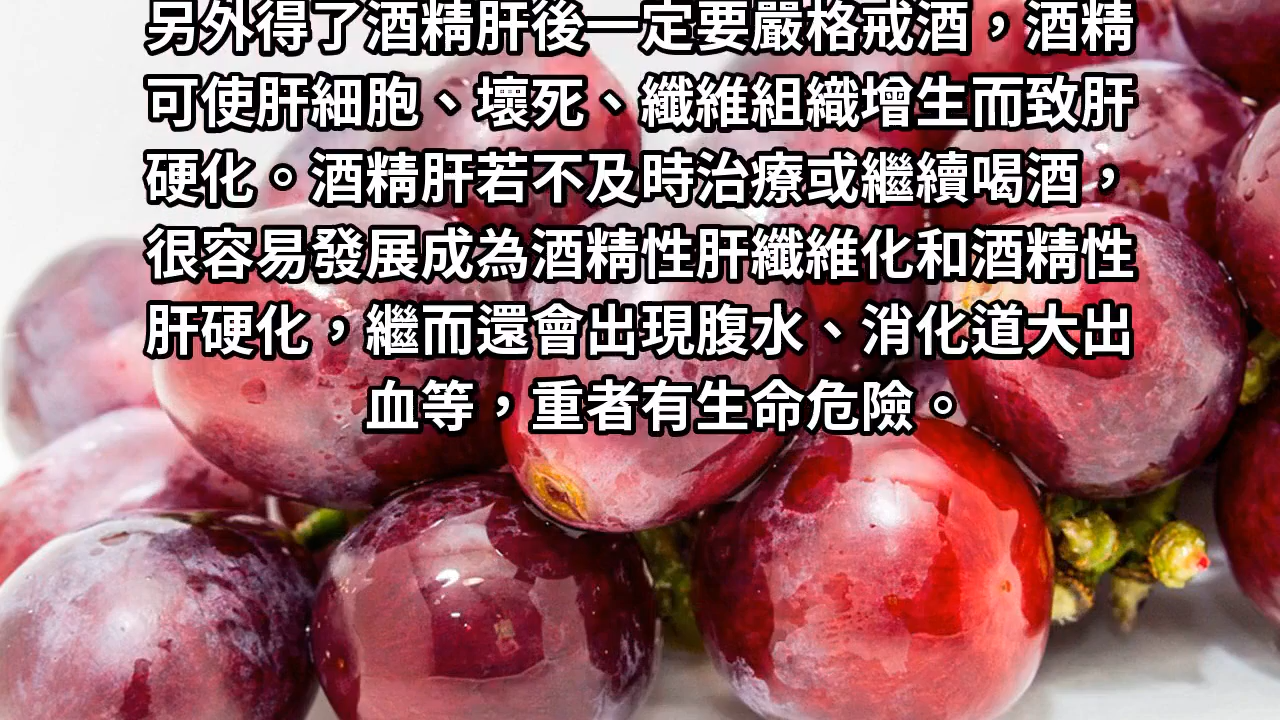 另外得了酒精肝後一定要嚴格戒酒，酒精
可使肝細胞、壞死、纖維組織增生而致肝
硬化。酒精肝若不及時治療或繼續喝酒，
很容易發展成為酒精性肝纖維化和酒精性
肝硬化，繼而還會出現腹水、消化道大出
血等，重者有生命危險。